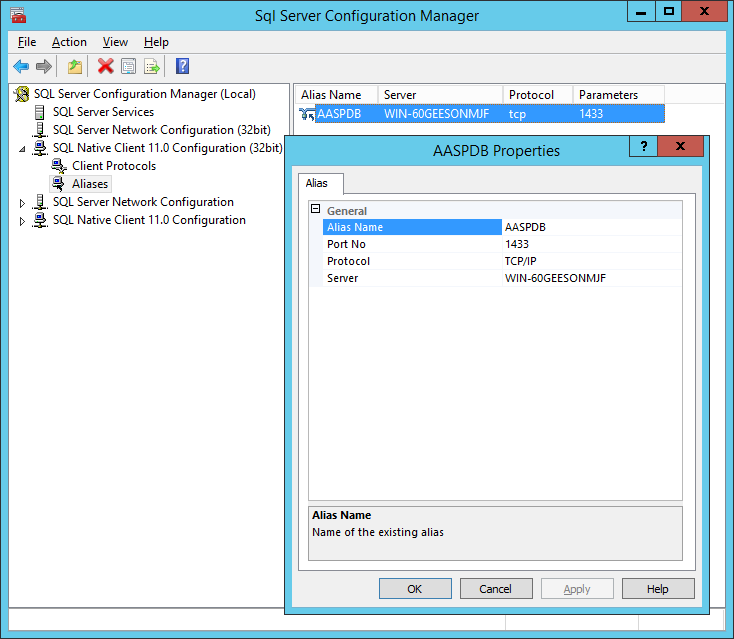 Sql Server Configuration Manager
File Action View Help
SQL Server Configuration Manager (Local)
SQL Server Services
SQL Server Network Configuration (32bit)
SQL Native Client 11.0 Configuration (32bit)
Client Protocols
Aliases
SQL Server Network Configuration
SQL Native Client 11.0 Configuration
Alias Name Server Protocol Parameters
AASPDB WIN-60GEESONMJF tcp 1433
AASPDB Properties
Alias
General
Alias Name AASPDB
Port No 1433
Protocol TCP/IP
Server WIN-60GEESONMJF
Alias Name
Name of the existing alias
OK Cancel Apply Help